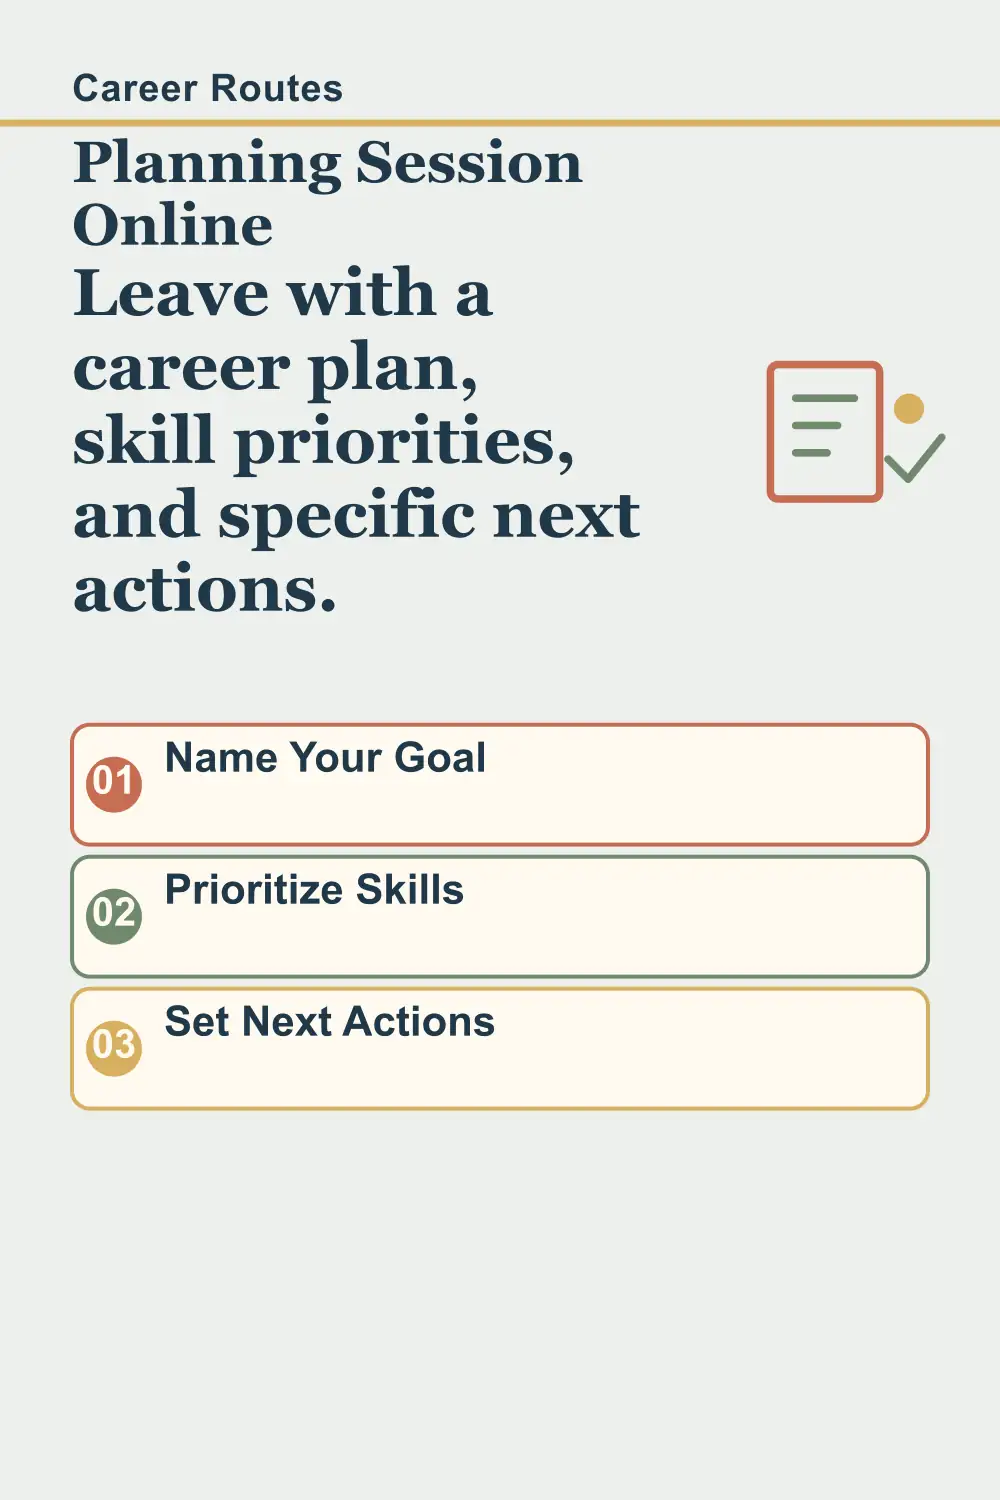 Career Routes
Planning Session
Online
Leave with a
career plan,
skill priorities,
and specific next
actions.
01 Name Your Goal
02 Prioritize Skills
03 Set Next Actions